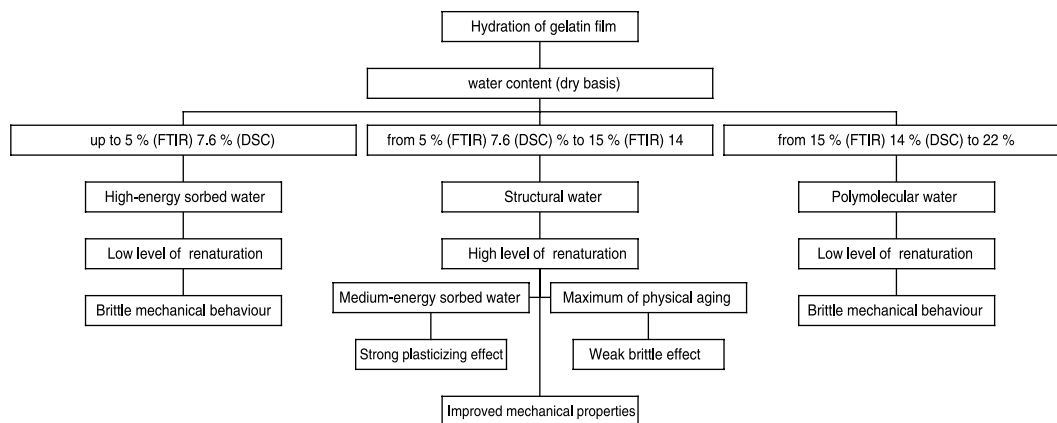 Hydration of gelatin film
water content (dry basis)
up to 5 % (FTIR) 7.6 % (DSC)
from 5 % (FTIR) 7.6 (DSC) % to 15 % (FTIR) 14
from 15 % (FTIR) 14 % (DSC) to 22 %
High-energy sorbed water
Structural water
Polymolecular water
Low level of renaturation
High level of renaturation
Low level of renaturation
Brittle mechanical behaviour
Medium-energy sorbed water
Maximum of physical aging
Brittle mechanical behaviour
Strong plasticizing effect
Weak brittle effect
Improved mechanical properties